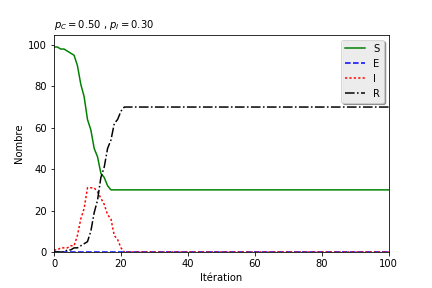 p_C = 0.50 , p_I = 0.30
100
80
60
40
20
0
Nombre
S
E
I
R
0 20 40 60 80 100
Itération